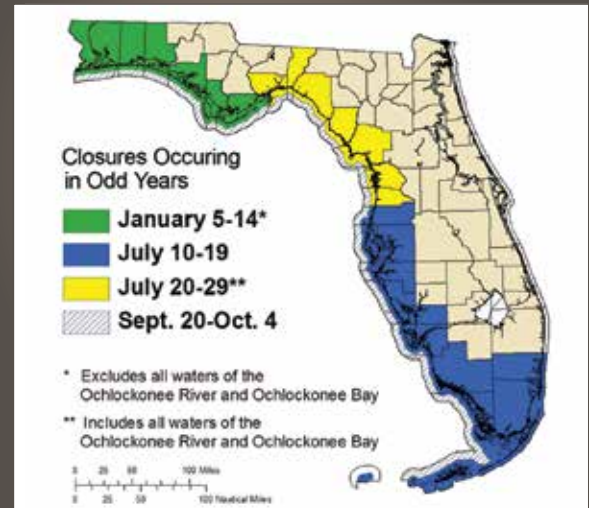 Closures Occuring
in Odd Years
January 5-14*
July 10-19
July 20-29**
Sept. 20-Oct. 4
* Excludes all waters of the
Ochlockonee River and Ochlockonee Bay
** Includes all waters of the
Ochlockonee River and Ochlockonee Bay
0 25 50 100 Miles
0 25 50 100 Nautical Miles